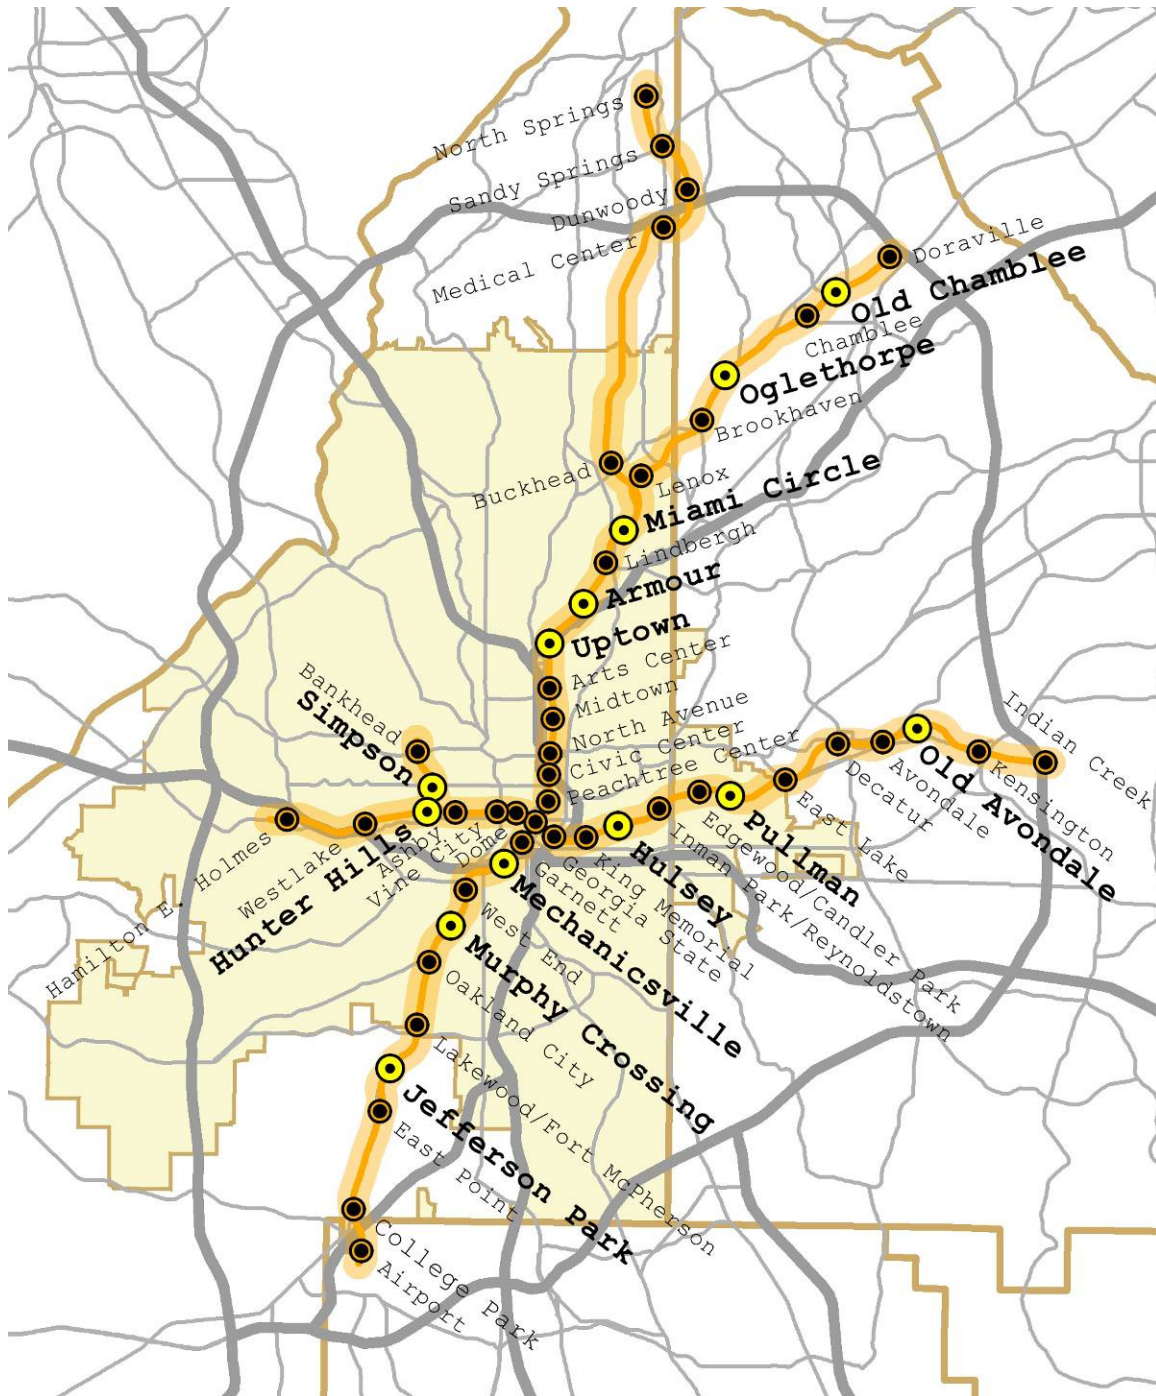 North Springs
Sandy Springs
Dunwoody
Medical Center
Doraville
Old Chamblee
Chamblee
Oglethorpe
Brookhaven
Buckhead
Lenox
Miami Circle
Lindbergh
Armour
Uptown
Arts Center
Midtown
North Avenue
Civic Center
Peachtree Center
Bankhead
Simpson
Hamilton E.
Holmes
Westlake
Hunter Hills
Ashby
Vine City
Dome
Garnett
Georgia State
King Memorial
Hulsey
Inman Park/Reynoldstown
Edgewood/Candler Park
Pullman
East Lake
Decatur
Avondale
Old Avondale
Kensington
Indian Creek
Mechanicsville
West End
Murphy Crossing
Oakland City
Lakewood/Fort McPherson
Jefferson Park
East Point
College Park
Airport